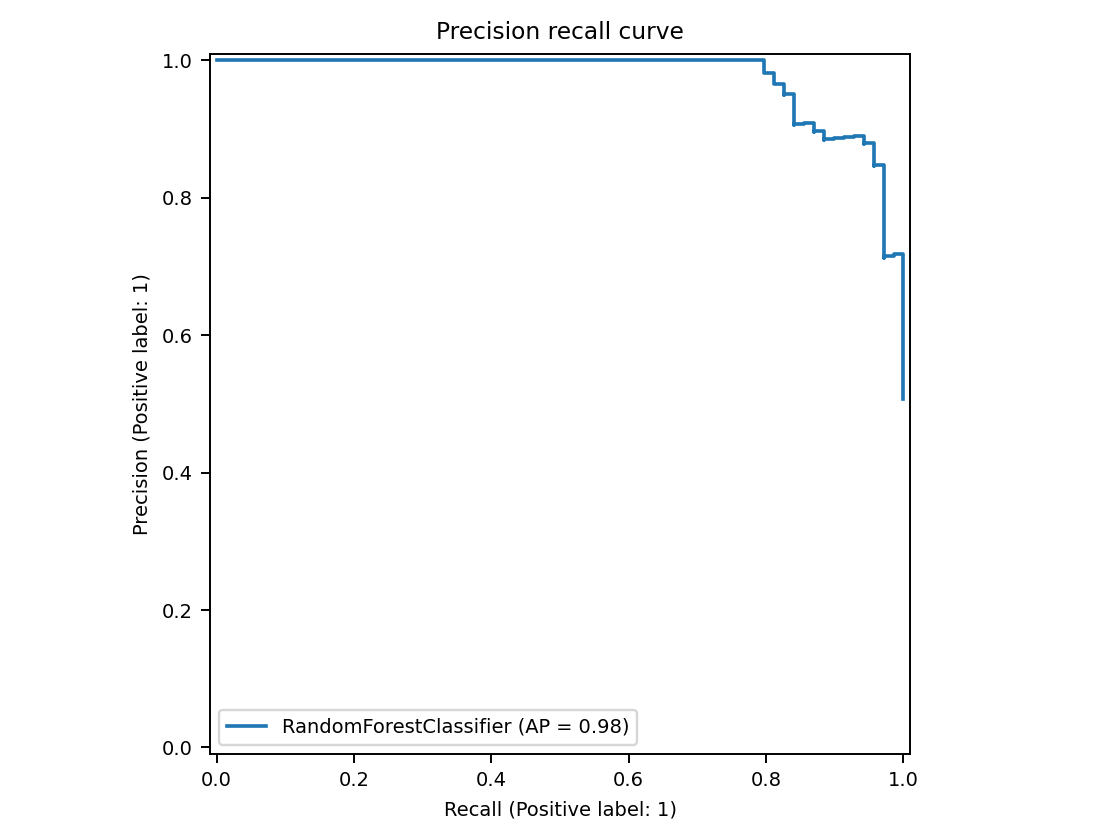 Precision recall curve
1.0
0.8
0.6
0.4
0.2
0.0
Precision (Positive label: 1)
RandomForestClassifier (AP = 0.98)
0.0 0.2 0.4 0.6 0.8 1.0
Recall (Positive label: 1)